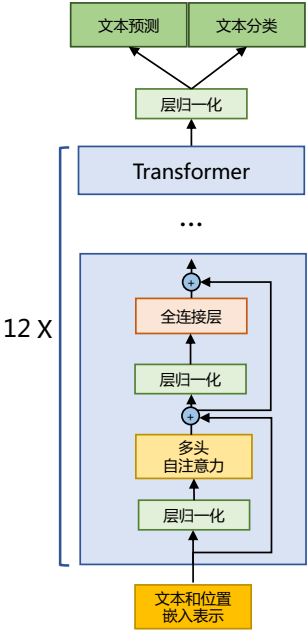 文本预测 文本分类
层归一化
Transformer
...
12 X
+
全连接层
层归一化
+
多头
自注意力
层归一化
文本和位置
嵌入表示